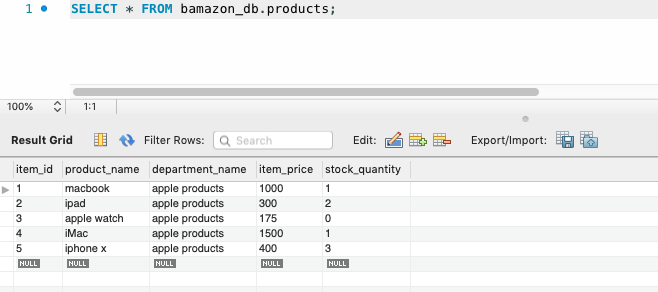 1 SELECT * FROM bamazon_db.products;
100% 1:1
Result Grid Filter Rows: Search Edit: Export/Import:
item_id product_name department_name item_price stock_quantity
1 macbook apple products 1000 1
2 ipad apple products 300 2
3 apple watch apple products 175 0
4 iMac apple products 1500 1
5 iphone x apple products 400 3
NULL NULL NULL NULL NULL